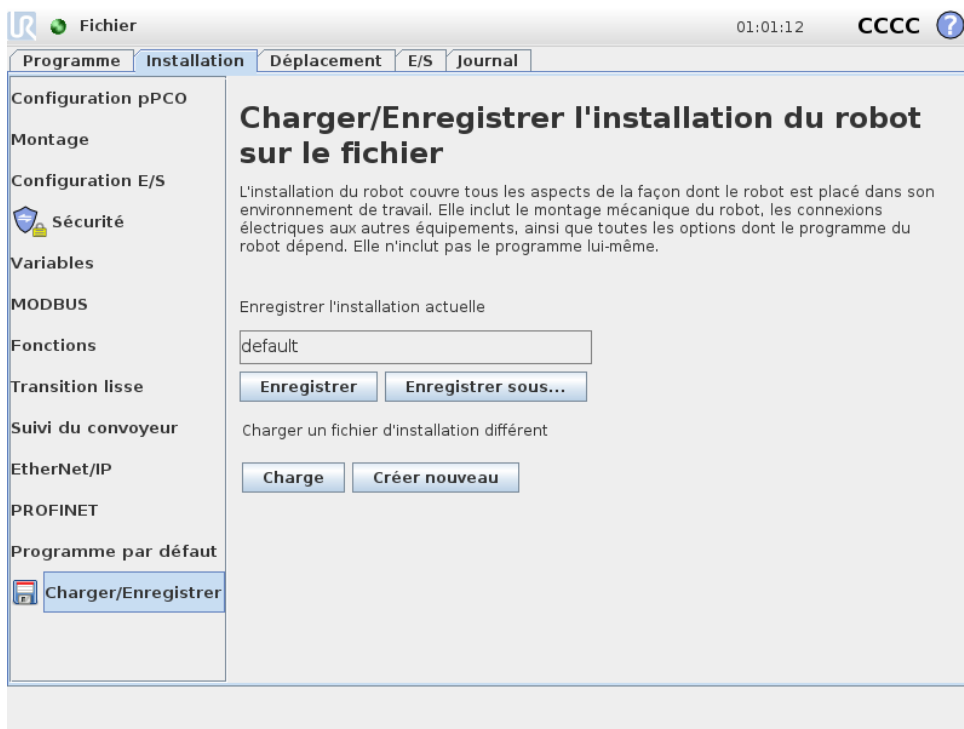 UR Fichier 01:01:12 CCCC ?
Programme Installation Déplacement E/S Journal
Configuration pPCO
Montage
Configuration E/S
Sécurité
Variables
MODBUS
Fonctions
Transition lisse
Suivi du convoyeur
EtherNet/IP
PROFINET
Programme par défaut
Charger/Enregistrer
Charger/Enregistrer l'installation du robot
sur le fichier
L'installation du robot couvre tous les aspects de la façon dont le robot est placé dans son
environnement de travail. Elle inclut le montage mécanique du robot, les connexions
électriques aux autres équipements, ainsi que toutes les options dont le programme du
robot dépend. Elle n'inclut pas le programme lui-même.
Enregistrer l'installation actuelle
default
Enregistrer Enregistrer sous...
Charger un fichier d'installation différent
Charge Créer nouveau